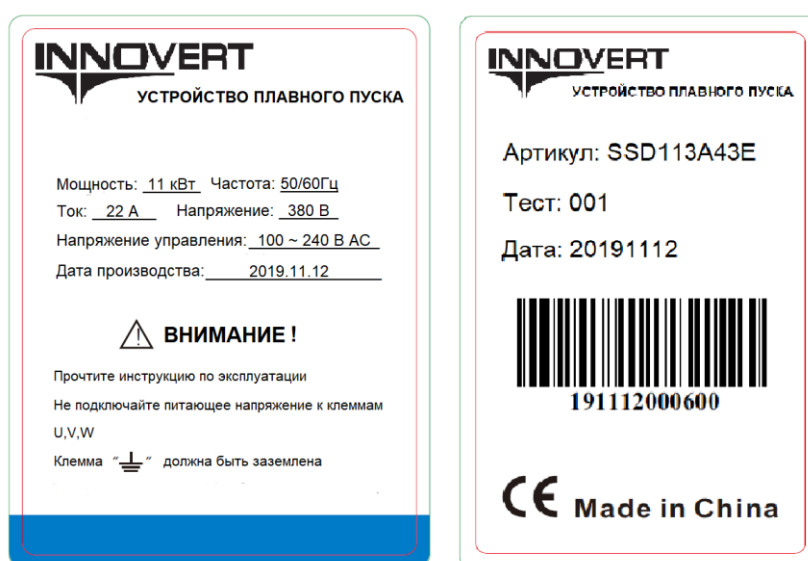 INNOVERT
УСТРОЙСТВО ПЛАВНОГО ПУСКА
Мощность: 11 кВт Частота: 50/60Гц
Ток: 22 А Напряжение: 380 В
Напряжение управления: 100 ~ 240 В АС
Дата производства: 2019.11.12
ВНИМАНИЕ !
Прочтите инструкцию по эксплуатации
Не подключайте питающее напряжение к клеммам
U,V,W
Клемма “⏚” должна быть заземлена
INNOVERT
УСТРОЙСТВО ПЛАВНОГО ПУСКА
Артикул: SSD113A43E
Тест: 001
Дата: 20191112
191112000600
CE Made in China